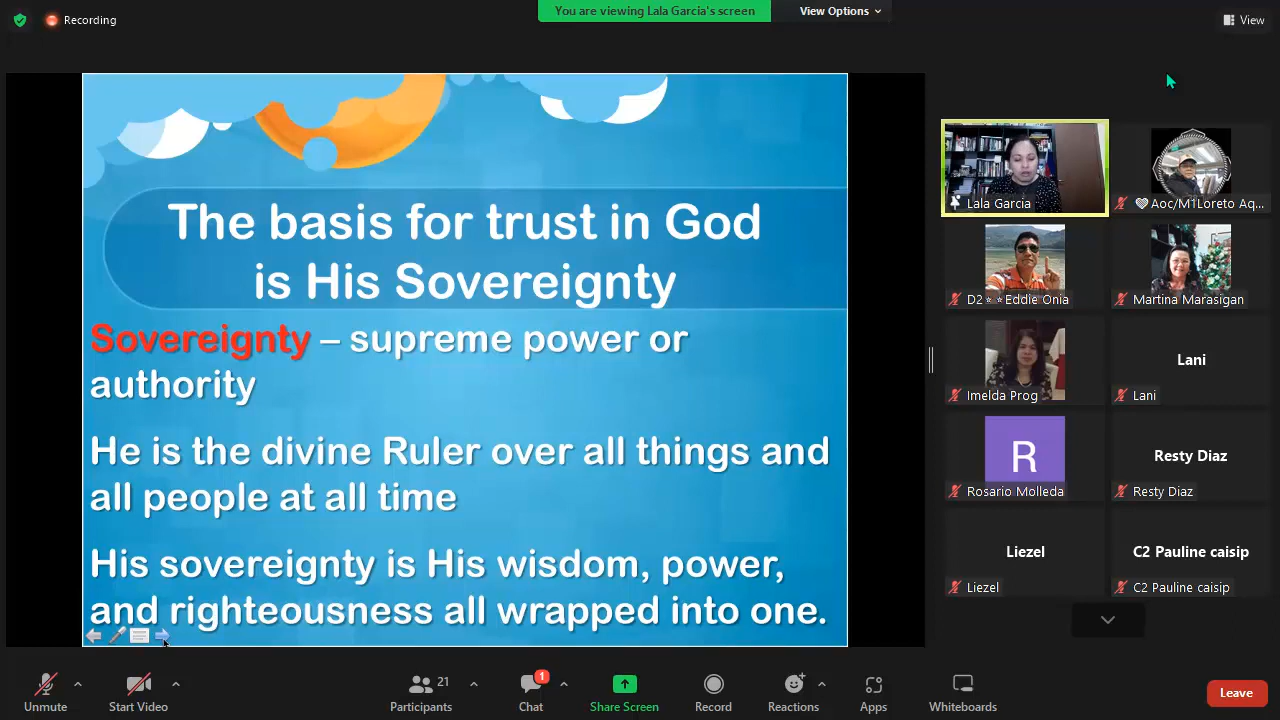 Recording
You are viewing Lala Garcia's screen
View Options
View
The basis for trust in God
is His Sovereignty
Sovereignty – supreme power or
authority
He is the divine Ruler over all things and
all people at all time
His sovereignty is His wisdom, power,
and righteousness all wrapped into one.
Lala Garcia
Aoc/M1Loreto Aq...
D2**Eddie Onia
Martina Marasigan
Imelda Prog
Lani
Lani
R
Rosario Molleda
Resty Diaz
Resty Diaz
Liezel
Liezel
C2 Pauline caisip
C2 Pauline caisip
Unmute
Start Video
21
Participants
1
Chat
Share Screen
Record
Reactions
Apps
Whiteboards
Leave